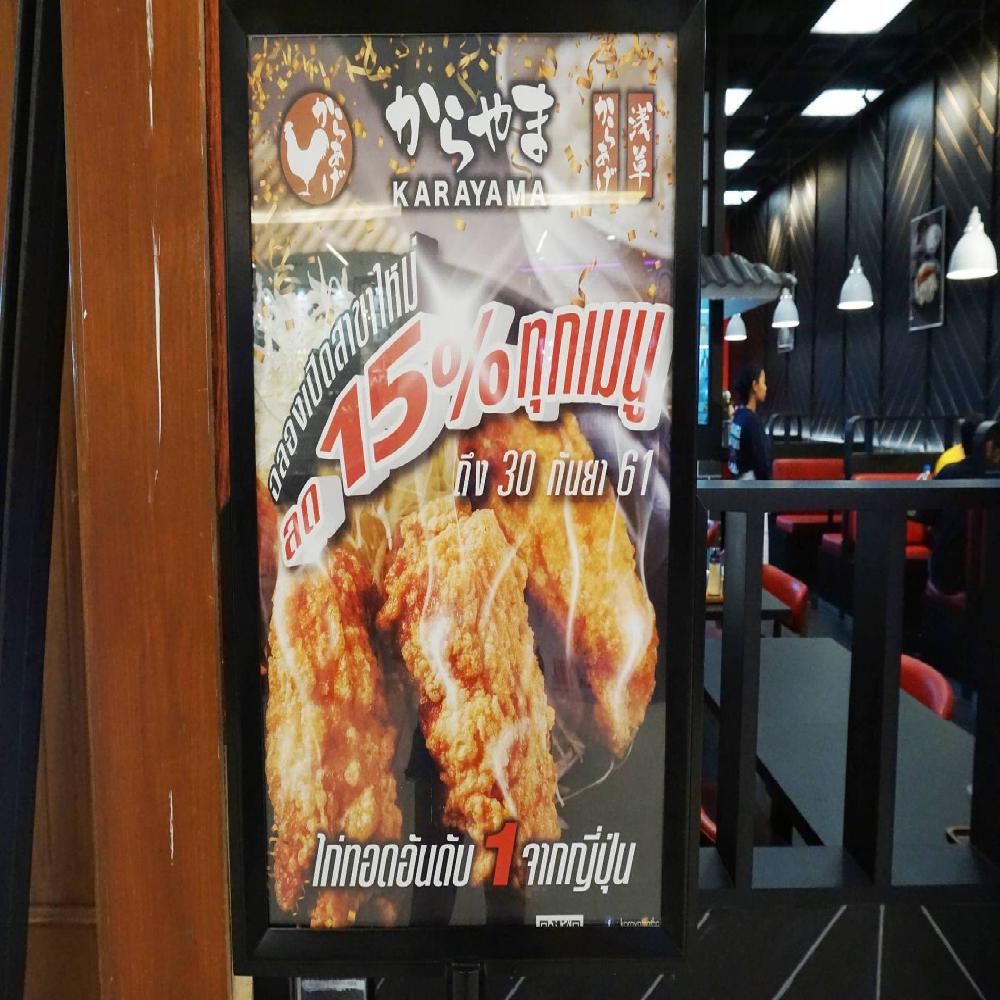 からあげ
からやま
KARAYAMA
浅草
からあげ
ฉลองเปิดสาขาใหม่
ลด 15% ทุกเมนู
ถึง 30 กันยา 61
ไก่ทอดอันดับ 1 จากญี่ปุ่น